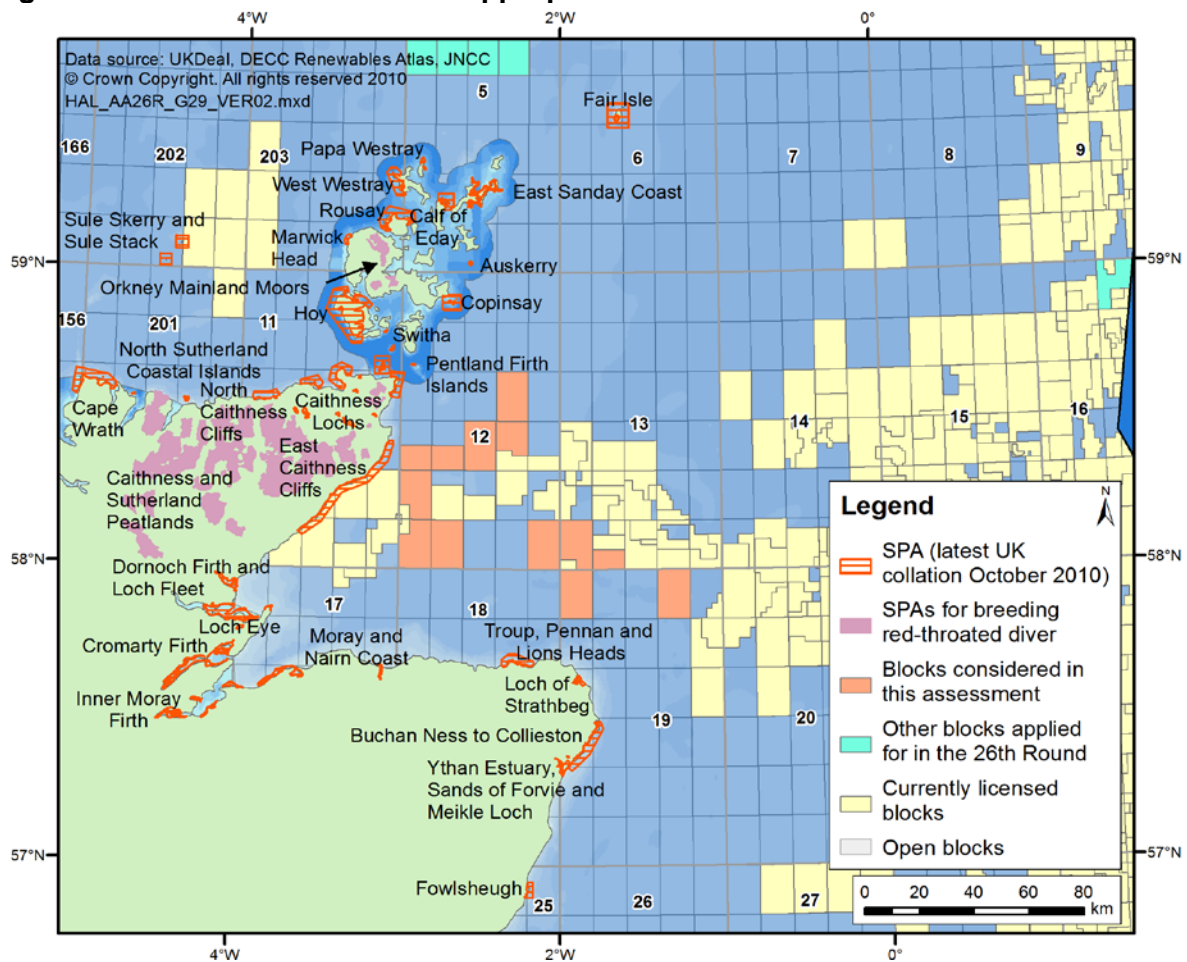 4°W
2°W
0°
Data source: UKDeal, DECC Renewables Atlas, JNCC
© Crown Copyright. All rights reserved 2010
HAL_AA26R_G29_VER02.mxd
5
Fair Isle
166
202
203
Papa Westray
6
7
8
9
West Westray
East Sanday Coast
Sule Skerry and
Sule Stack
Rousay
Calf of
Eday
Marwick
Head
59°N
59°N
Auskerry
Orkney Mainland Moors
Copinsay
Hoy
156
201
11
Switha
North Sutherland
Coastal Islands
Pentland Firth
Islands
North
Caithness
Cliffs
Caithness
Lochs
Cape
Wrath
12
13
14
15
16
East
Caithness
Cliffs
Caithness and
Sutherland
Peatlands
58°N
58°N
Dornoch Firth and
Loch Fleet
17
18
Loch Eye
Cromarty Firth
Moray and
Nairn Coast
Troup, Pennan and
Lions Heads
Inner Moray
Firth
Loch of
Strathbeg
19
20
Buchan Ness to Collieston
Ythan Estuary,
Sands of Forvie and
Meikle Loch
57°N
57°N
Fowlsheugh
25
26
27
Legend
N
SPA (latest UK
collation October 2010)
SPAs for breeding
red-throated diver
Blocks considered in
this assessment
Other blocks applied
for in the 26th Round
Currently licensed
blocks
Open blocks
0 20 40 60 80
km
4°W
2°W
0°